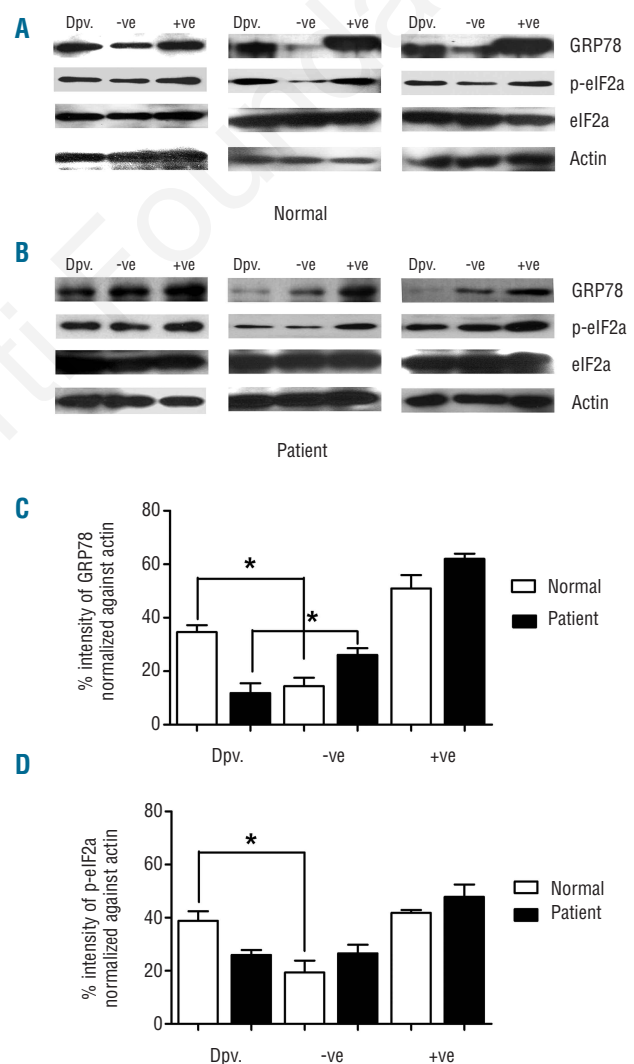 A
Dpv. -ve +ve Dpv. -ve +ve Dpv. -ve +ve
GRP78
p-eIF2a
eIF2a
Actin
Normal
B
Dpv. -ve +ve Dpv. -ve +ve Dpv. -ve +ve
GRP78
p-eIF2a
eIF2a
Actin
Patient
C
% intensity of GRP78
normalized against actin
80
60
40
20
0
*
*
Normal
Patient
Dpv. -ve +ve
D
% intensity of p-eIF2a
normalized against actin
80
60
40
20
0
*
Normal
Patient
Dpv. -ve +ve